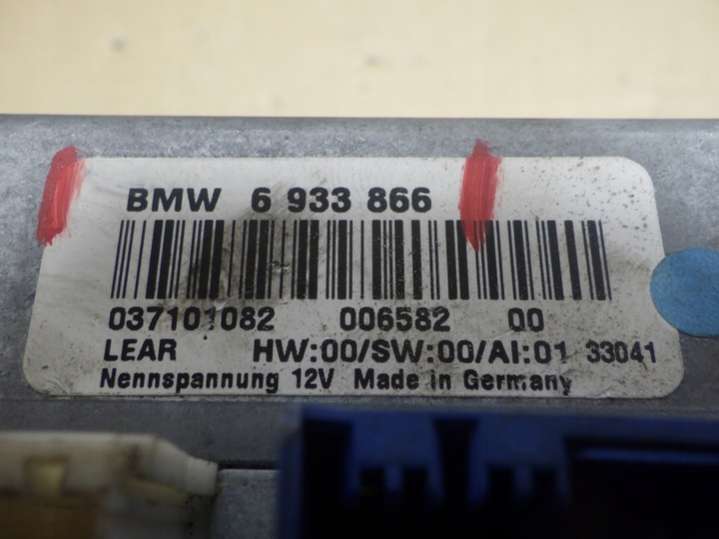 BMW 6 933 866
037101082 006582 00
LEAR HW:00/SW:00/AI:01 33041
Nennspannung 12V Made in Germany